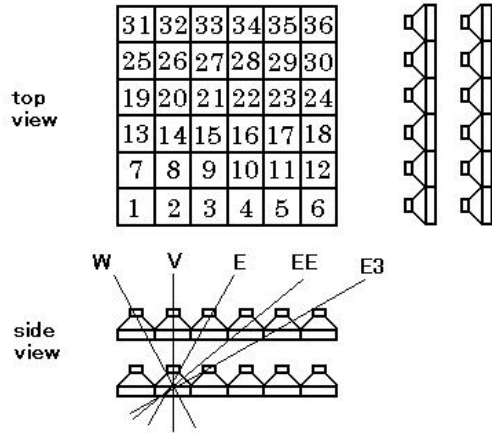 31 32 33 34 35 36
25 26 27 28 29 30
top view
19 20 21 22 23 24
13 14 15 16 17 18
7 8 9 10 11 12
1 2 3 4 5 6
W V E EE E3
side view